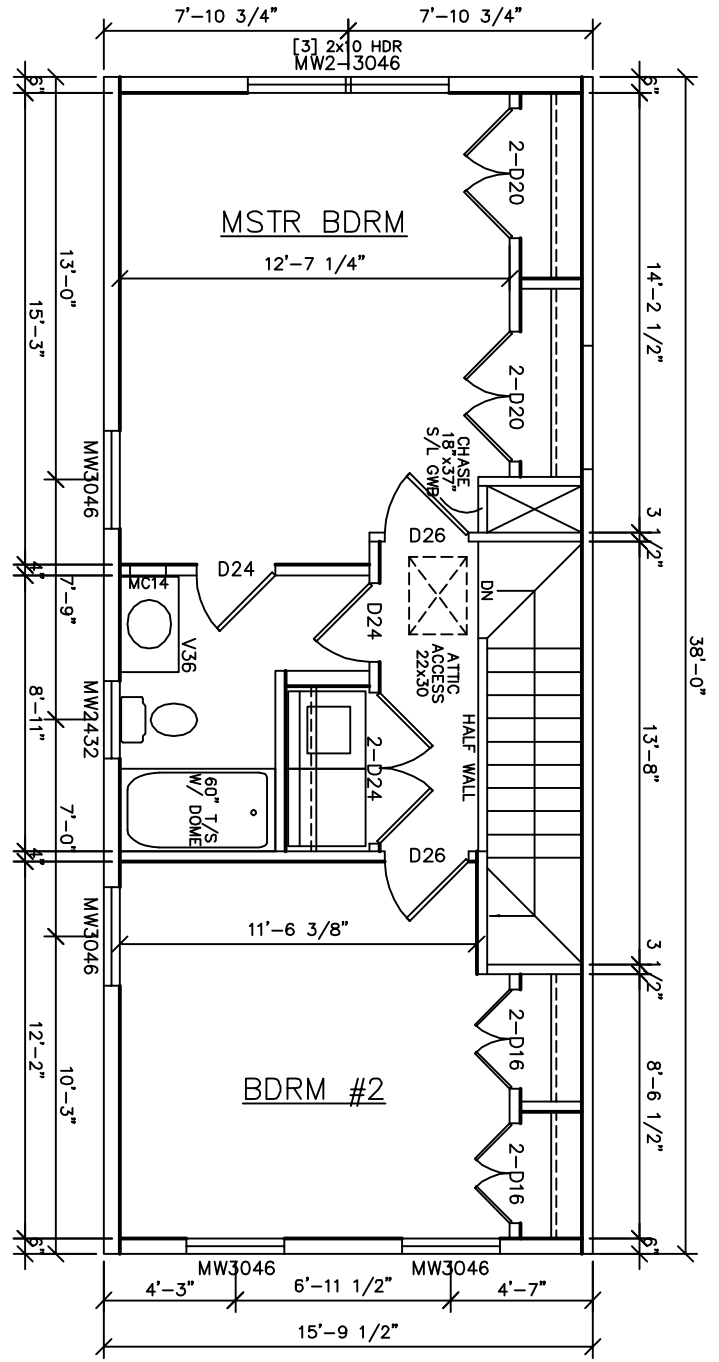 7'-10 3/4"
7'-10 3/4"
[3] 2x10 HDR
MW2-3046
6"
6"
2-D20
MSTR BDRM
12'-7 1/4"
13'-0"
15'-3"
14'-2 1/2"
38'-0"
2-D20
CHASE
18"x37"
S/L GWB
MW3046
3 1/2"
D26
D24
4"
MC14
DN
7'-9"
V36
D24
ATTIC
ACCESS
22x30
MW2432
8'-11"
HALF WALL
13'-8"
2-D24
60" T/S
W/ DOME
7'-0"
4"
D26
MW3046
11'-6 3/8"
3 1/2"
12'-2"
10'-3"
2-D16
8'-6 1/2"
BDRM #2
2-D16
6"
6"
MW3046
MW3046
4'-3"
6'-11 1/2"
4'-7"
15'-9 1/2"